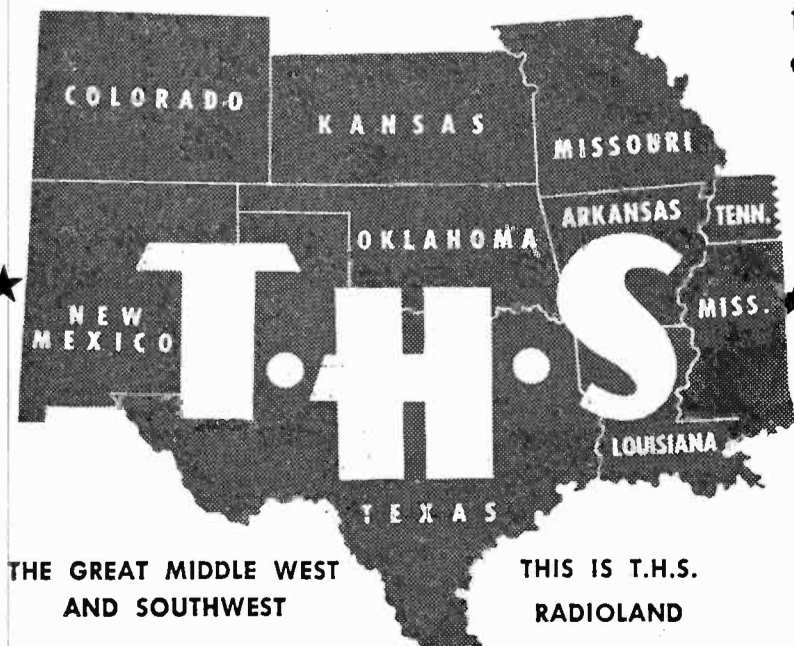 COLORADO
KANSAS
MISSOURI
ARKANSAS
TENN.
OKLAHOMA
T.H.S
NEW
MEXICO
MISS.
LOUISIANA
TEXAS
THE GREAT MIDDLE WEST
AND SOUTHWEST
THIS IS T.H.S.
RADIOLAND